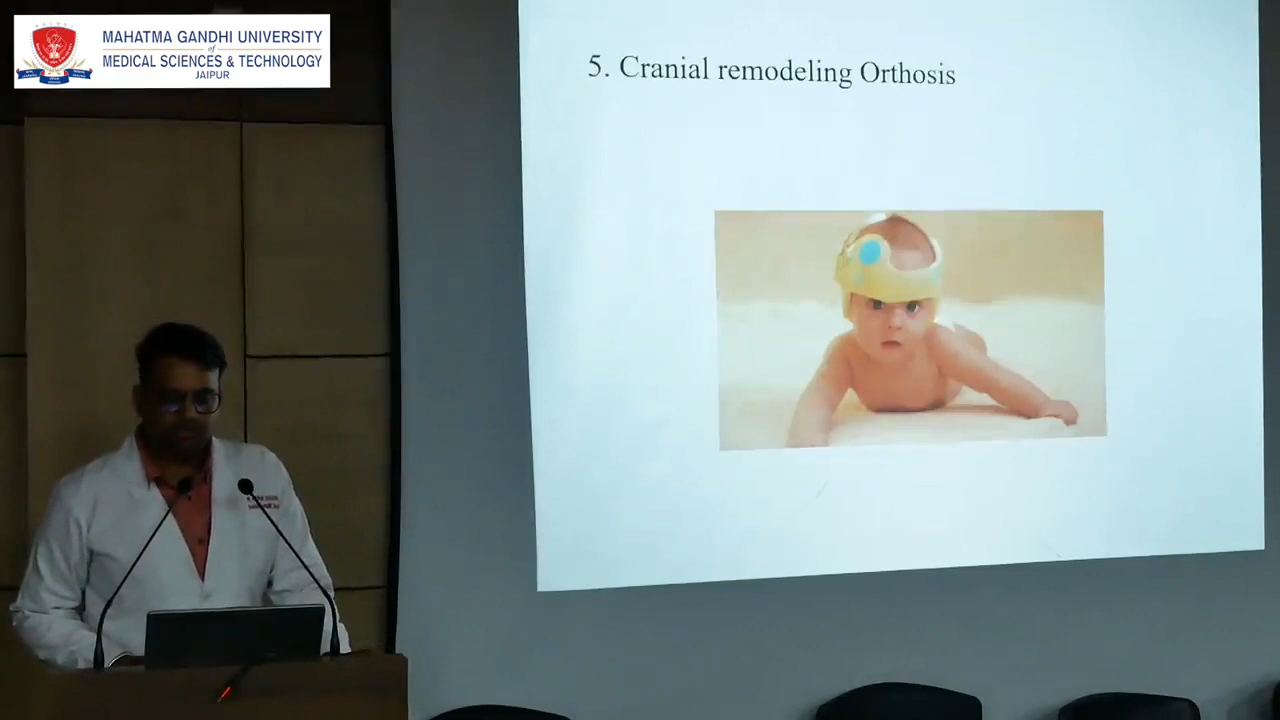 MAHATMA GANDHI UNIVERSITY
of
MEDICAL SCIENCES & TECHNOLOGY
JAIPUR
5. Cranial remodeling Orthosis